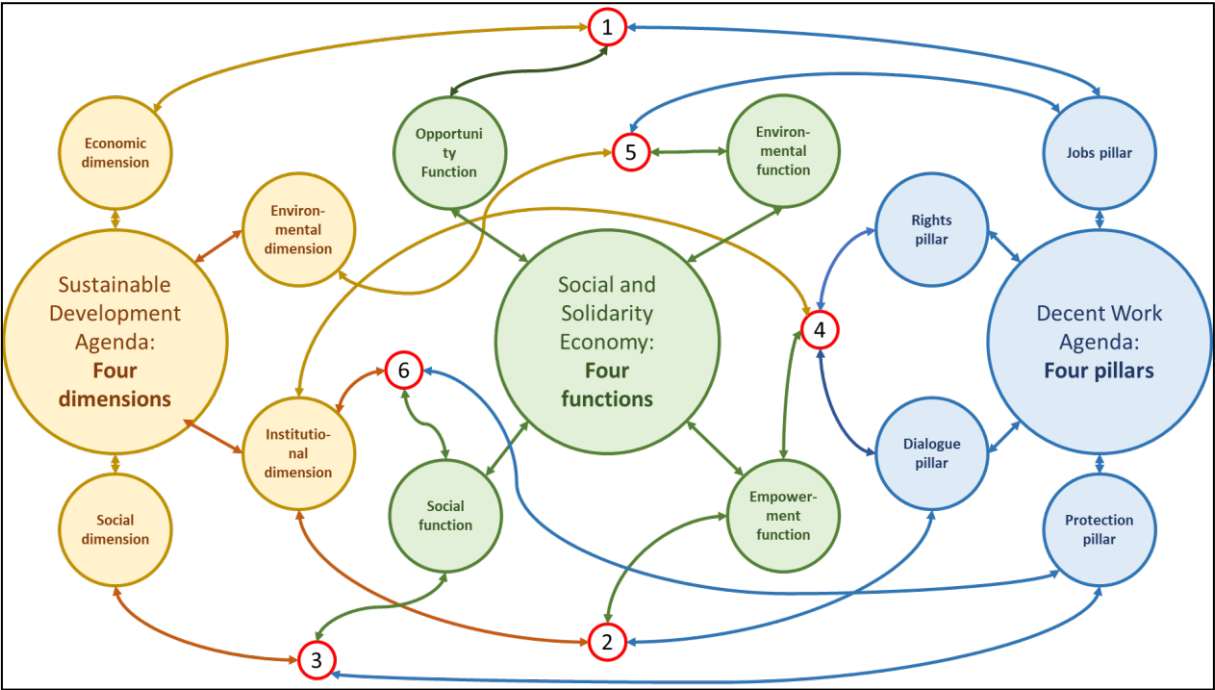 1
Economic
dimension
Opportuni
ty
Function
5
Environ-
mental
function
Jobs pillar
Environ-
mental
dimension
Rights
pillar
Sustainable
Development
Agenda:
Four
dimensions
Social and
Solidarity
Economy:
Four
functions
4
Decent Work
Agenda:
Four pillars
6
Institutio-
nal
dimension
Dialogue
pillar
Social
dimension
Social
function
Empower-
ment
function
Protection
pillar
2
3